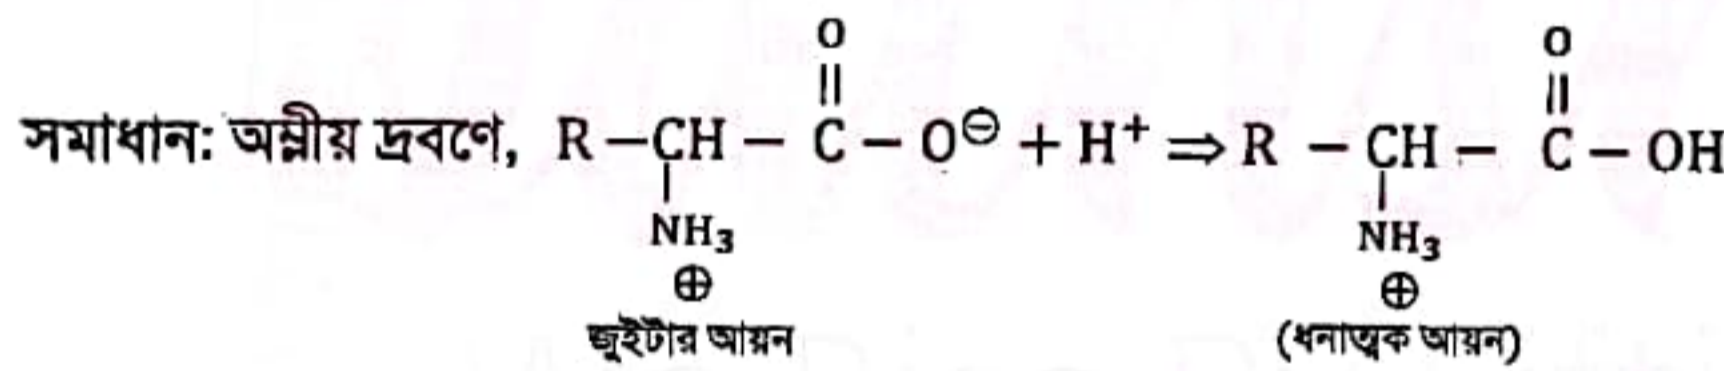 O O
|| ||
সমাধান: অম্লীয় দ্রবণে, R – CH – C – O⊖ + H⁺ ⇒ R – CH – C – OH
| |
NH₃ NH₃
⊕ ⊕
জুইটার আয়ন (ধনাত্মক আয়ন)